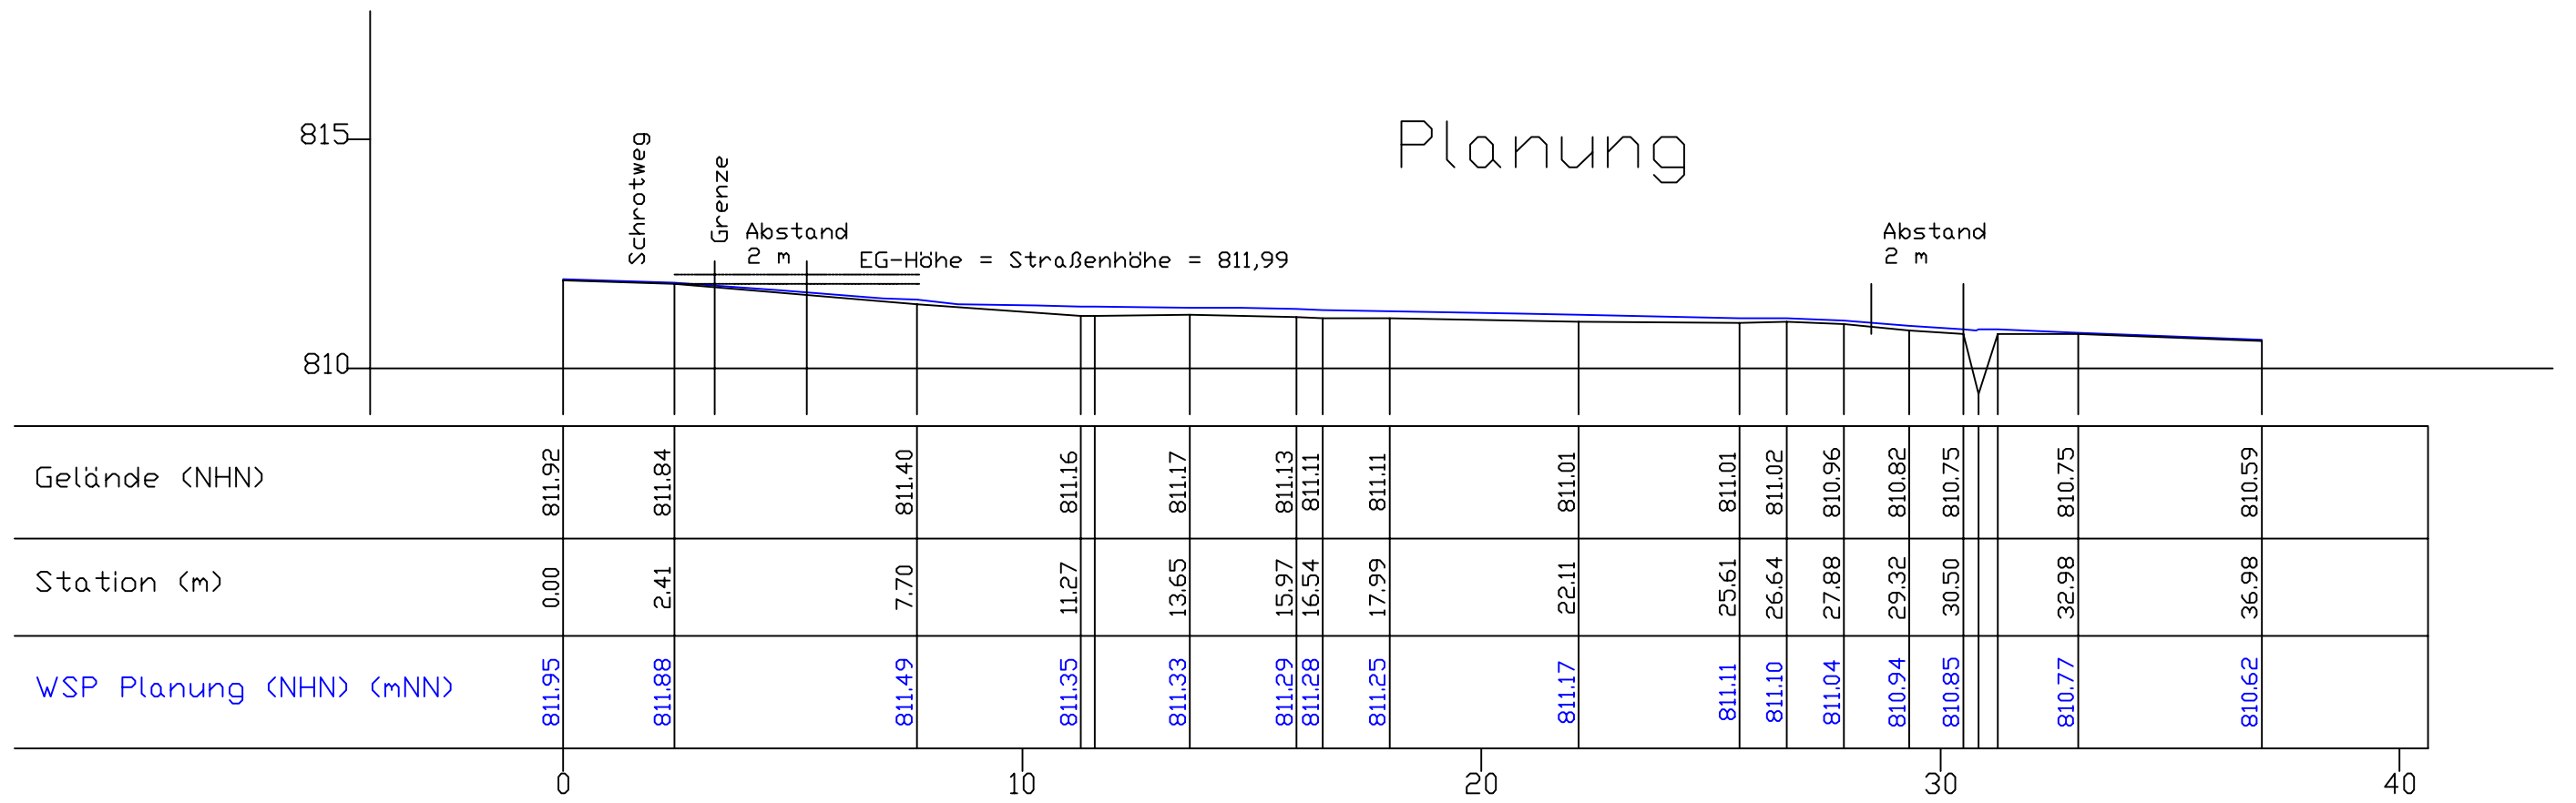 Planung
815
Schrotweg
Grenze
Abstand
2 m
EG-Höhe = Straßenhöhe = 811,99
Abstand
2 m
810
Gelände (NHN) 811.92 811.84 811.40 811.16 811.17 811.13 811.11 811.11 811.01 811.01 811.02 810.96 810.82 810.75 810.75 810.59
Station (m) 0.00 2.41 7.70 11.27 13.65 15.97 16.54 17.99 22.11 25.61 26.64 27.88 29.32 30.50 32.98 36.98
WSP Planung (NHN) (mNN) 811.95 811.88 811.49 811.35 811.33 811.29 811.28 811.25 811.17 811.11 811.10 811.04 810.94 810.85 810.77 810.62
0 10 20 30 40